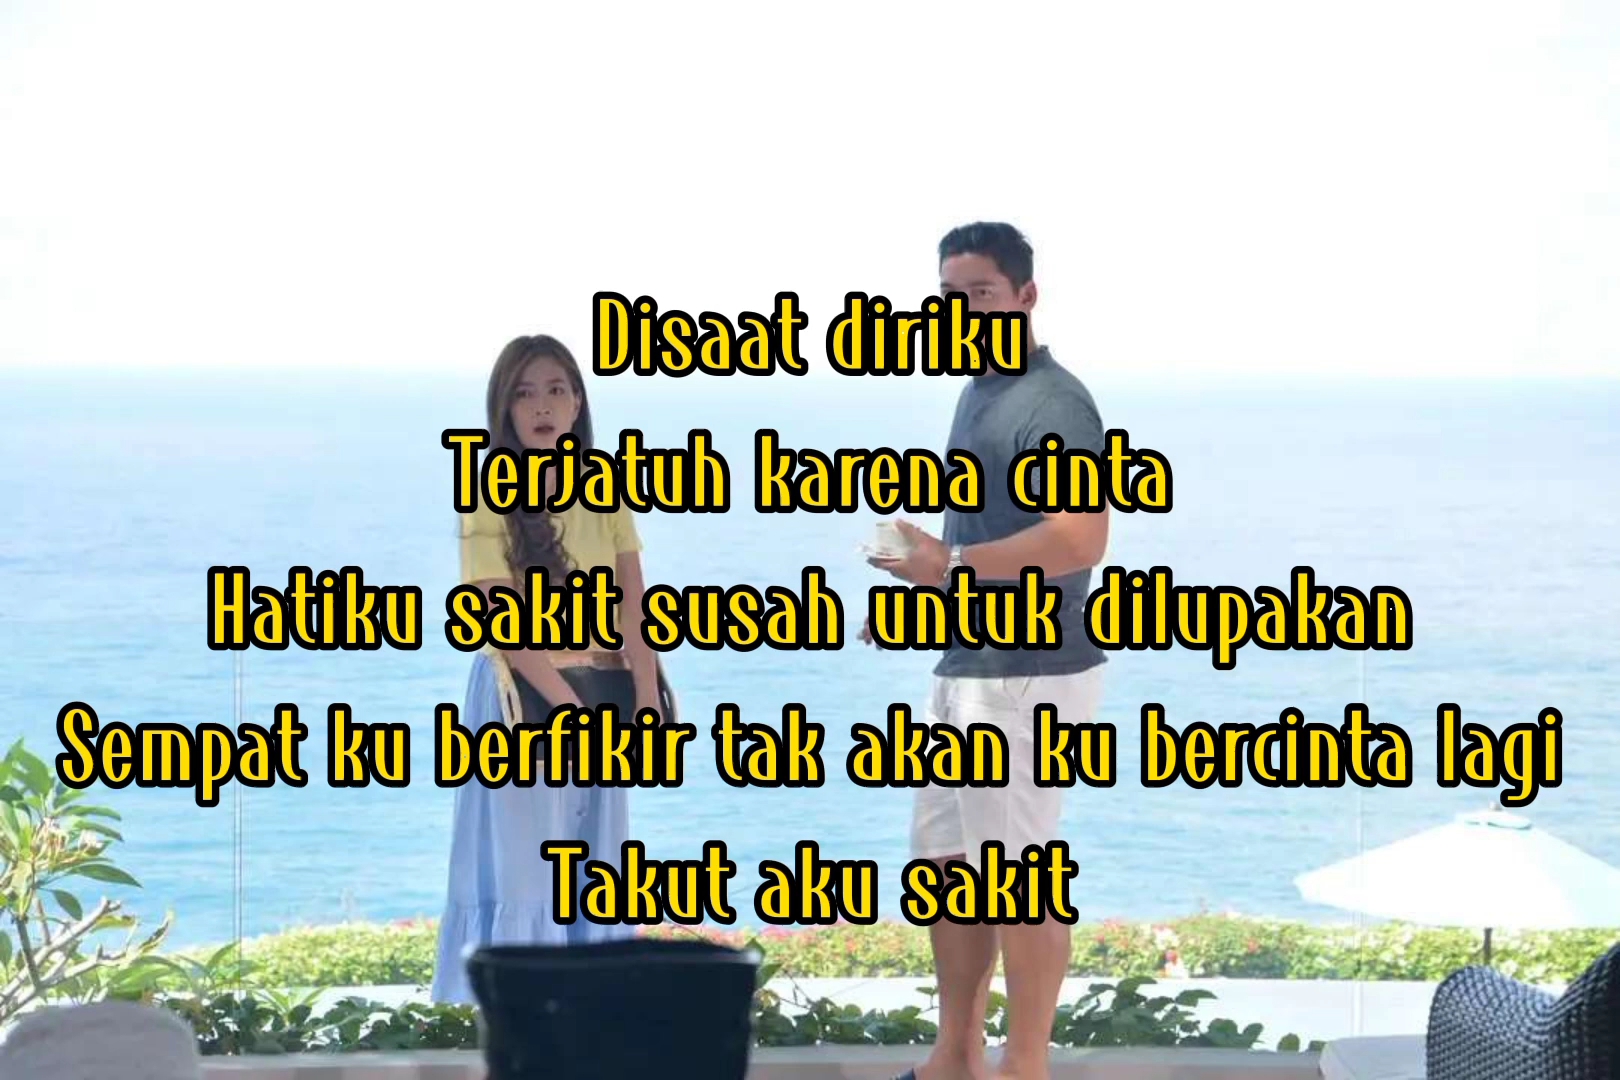 Disaat diriku
Terjatuh karena cinta
Hatiku sakit susah untuk dilupakan
Sempat ku berfikir tak akan ku bercinta lagi
Takut aku sakit